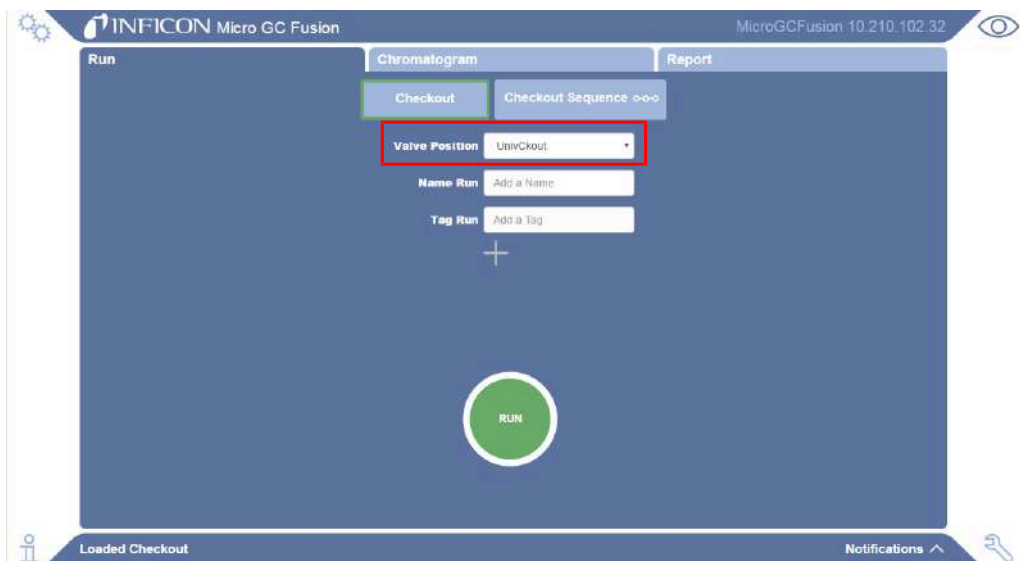 INFICON Micro GC Fusion
MicroGCFusion 10.210.102.32
Run
Chromatogram
Report
Checkout
Checkout Sequence
Valve Position
UnivCkout
Name Run
Add a Name
Tag Run
Add a Tag
RUN
Loaded Checkout
Notifications